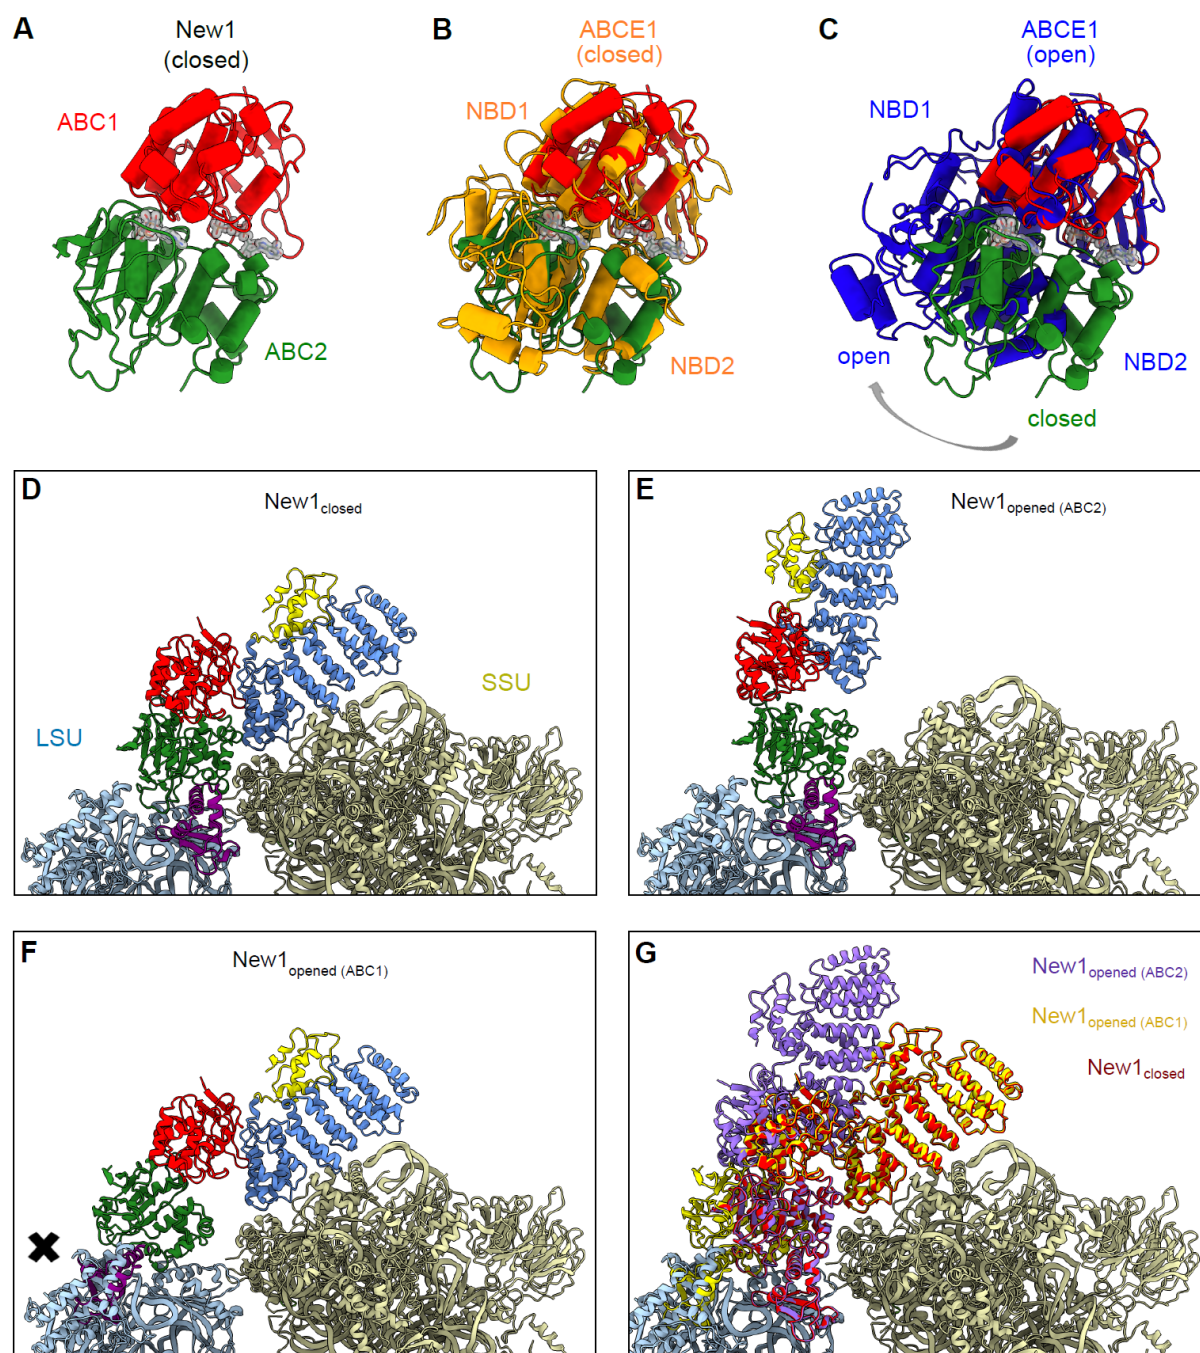 A
New1
(closed)
ABC1
ABC2
B
ABCE1
(closed)
NBD1
NBD2
C
ABCE1
(open)
NBD1
open
NBD2
closed
D
New1closed
LSU
SSU
E
New1opened (ABC2)
F
New1opened (ABC1)
G
New1opened (ABC2)
New1opened (ABC1)
New1closed